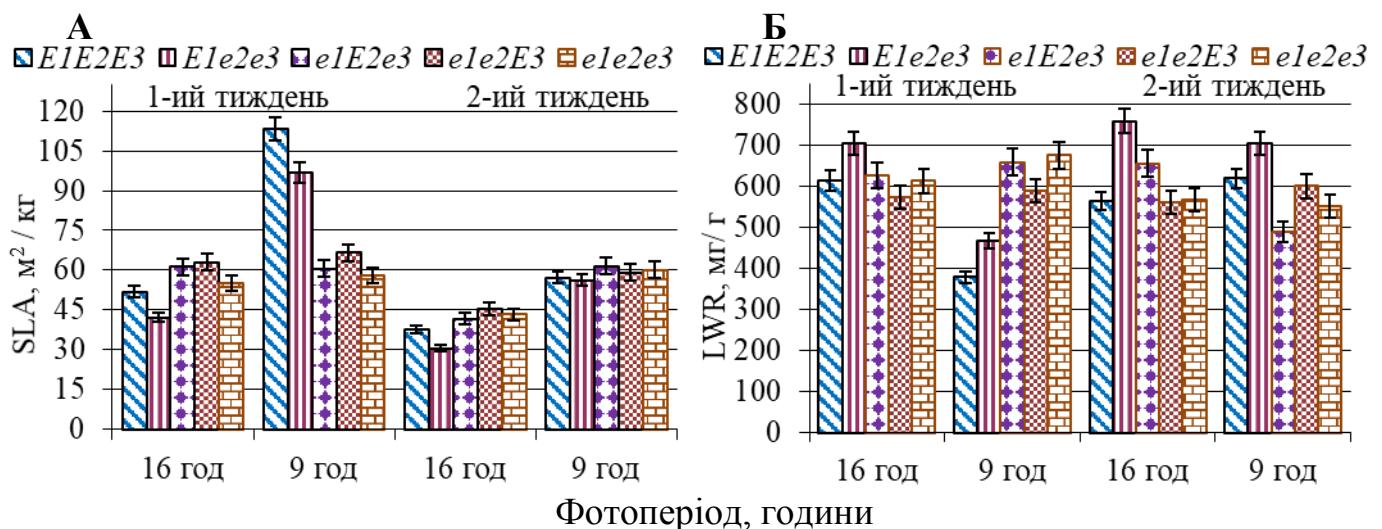 А
E1E2E3 E1e2e3 e1E2e3 e1e2E3 e1e2e3
1-ий тиждень 2-ий тиждень
SLA, м² / кг
120
105
90
75
60
45
30
15
0
16 год 9 год 16 год 9 год
Б
E1E2E3 E1e2e3 e1E2e3 e1e2E3 e1e2e3
1-ий тиждень 2-ий тиждень
LWR, мг/ г
800
700
600
500
400
300
200
100
0
16 год 9 год 16 год 9 год
Фотоперіод, години